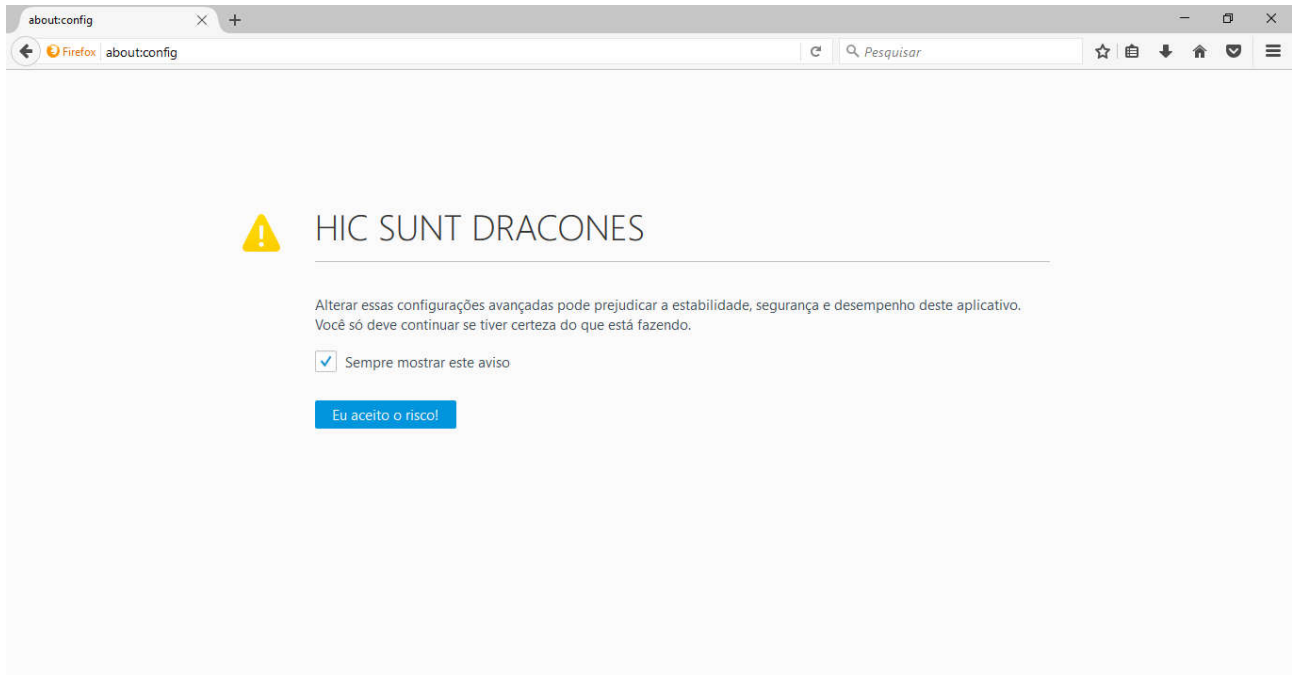 about:config
Firefox about:config Pesquisar
HIC SUNT DRACONES
Alterar essas configurações avançadas pode prejudicar a estabilidade, segurança e desempenho deste aplicativo.
Você só deve continuar se tiver certeza do que está fazendo.
Sempre mostrar este aviso
Eu aceito o risco!